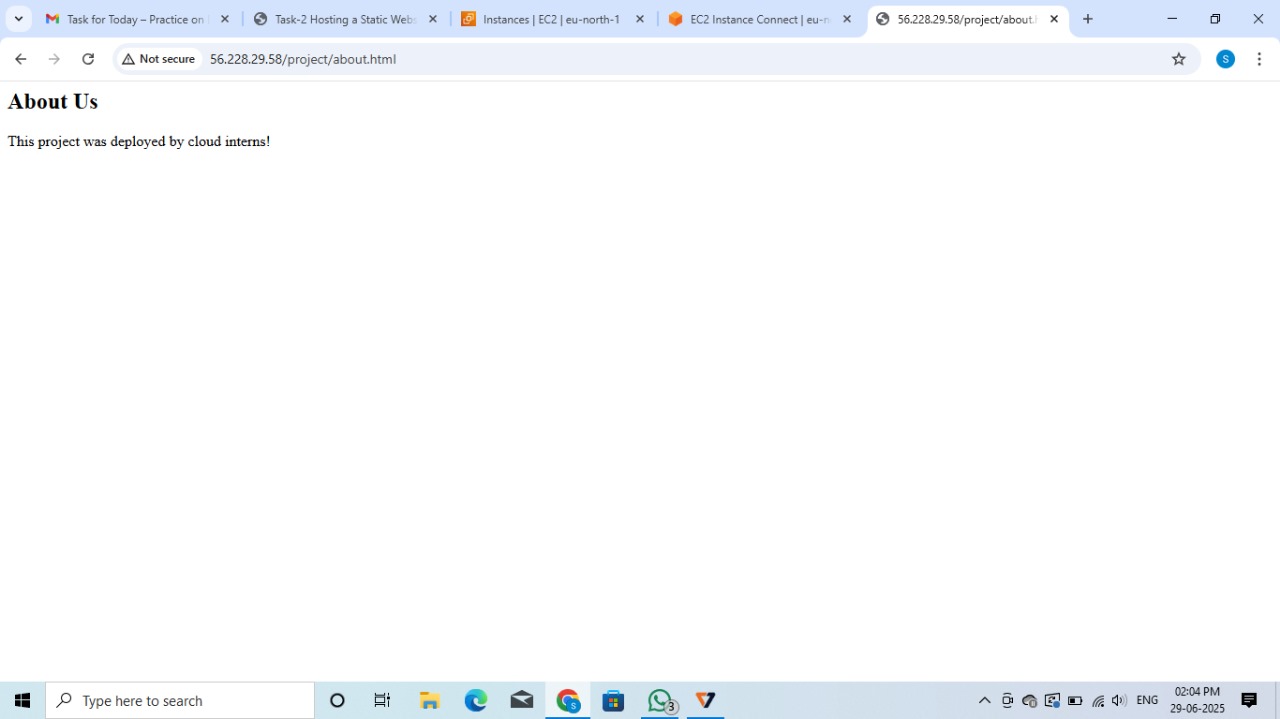 Task for Today – Practice on
Task-2 Hosting a Static Webs
Instances | EC2 | eu-north-1
EC2 Instance Connect | eu-n
56.228.29.58/project/about.
Not secure
56.228.29.58/project/about.html
S
About Us
This project was deployed by cloud interns!
Type here to search
S
3
ENG
02:04 PM
29-06-2025